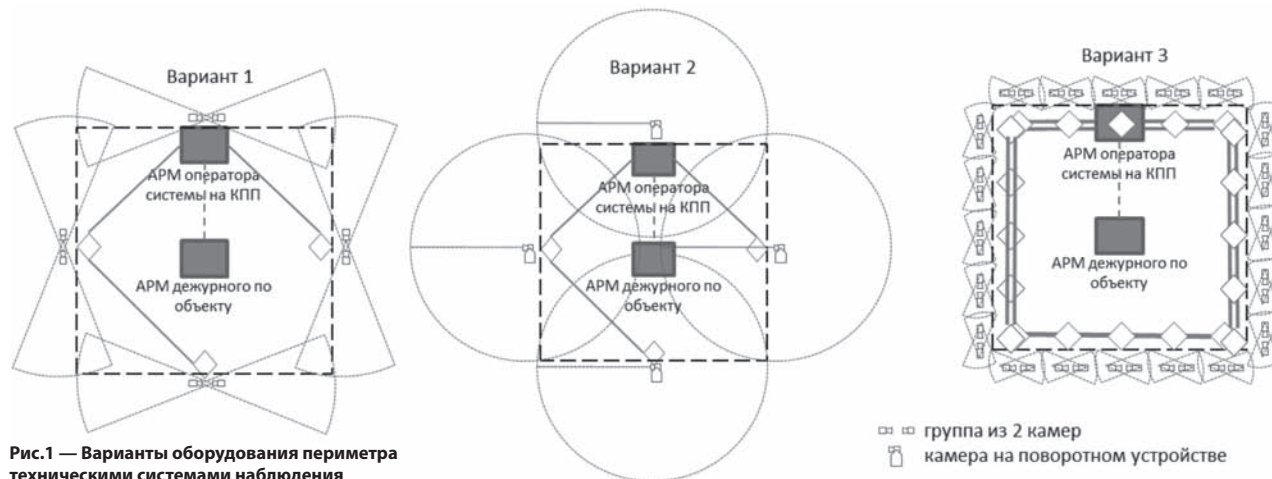 Вариант 1
АРМ оператора
системы на КПП
АРМ дежурного по
объекту
Вариант 2
АРМ оператора
системы на КПП
АРМ дежурного по
объекту
Вариант 3
АРМ оператора
системы на КПП
АРМ дежурного по
объекту
группа из 2 камер
камера на поворотном устройстве
Рис.1 — Варианты оборудования периметра
техническими системами наблюдения